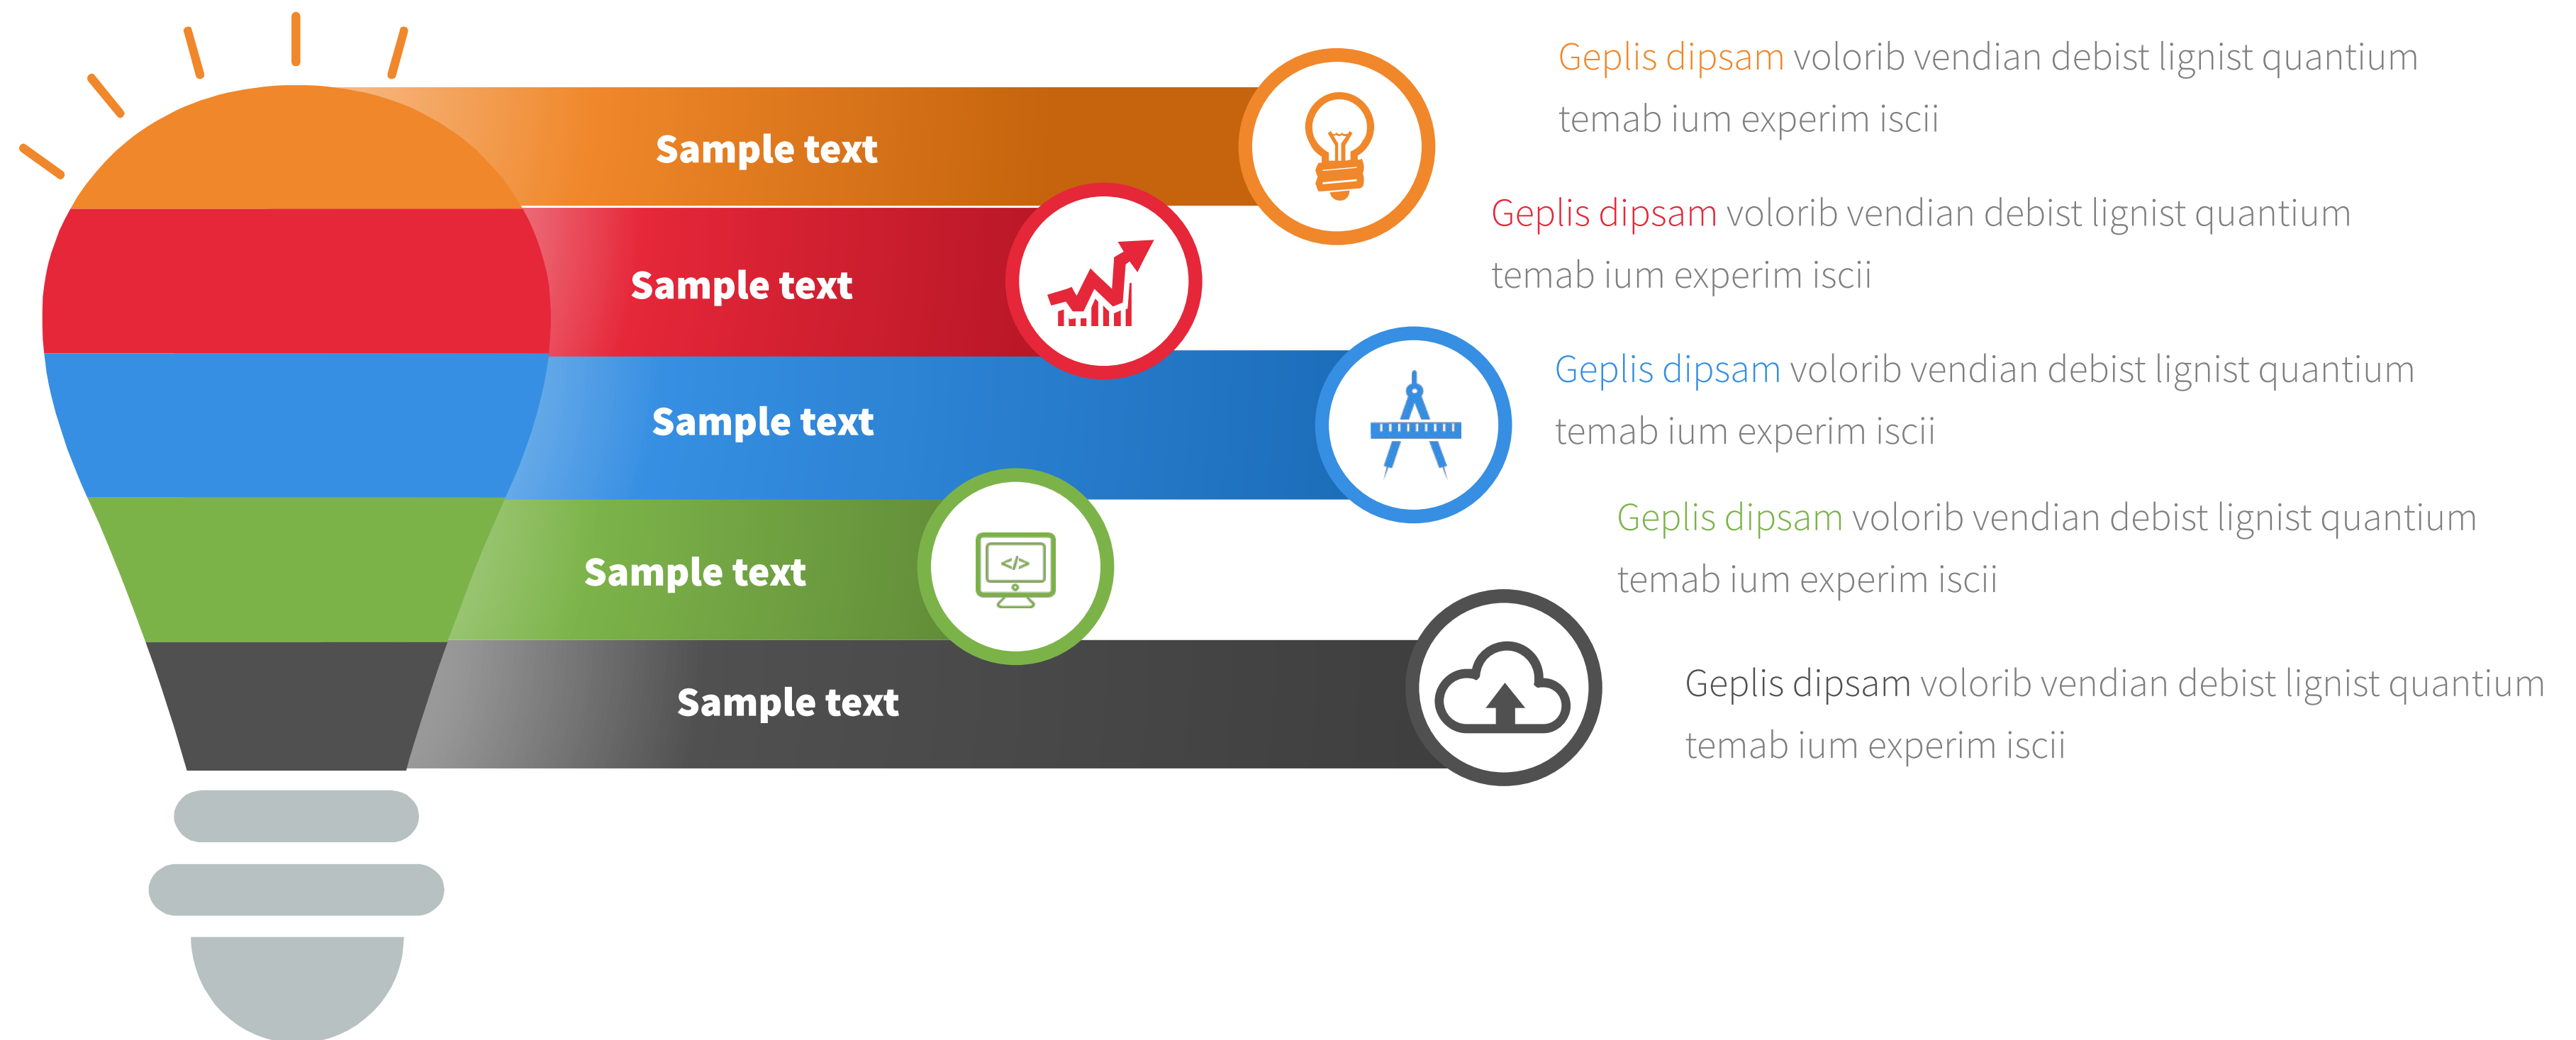 Sample text
Geplis dipsam volorib vendian debist lignist quantium
temab ium experim iscii
Sample text
Geplis dipsam volorib vendian debist lignist quantium
temab ium experim iscii
Sample text
Geplis dipsam volorib vendian debist lignist quantium
temab ium experim iscii
Sample text
</>
Geplis dipsam volorib vendian debist lignist quantium
temab ium experim iscii
Sample text
Geplis dipsam volorib vendian debist lignist quantium
temab ium experim iscii